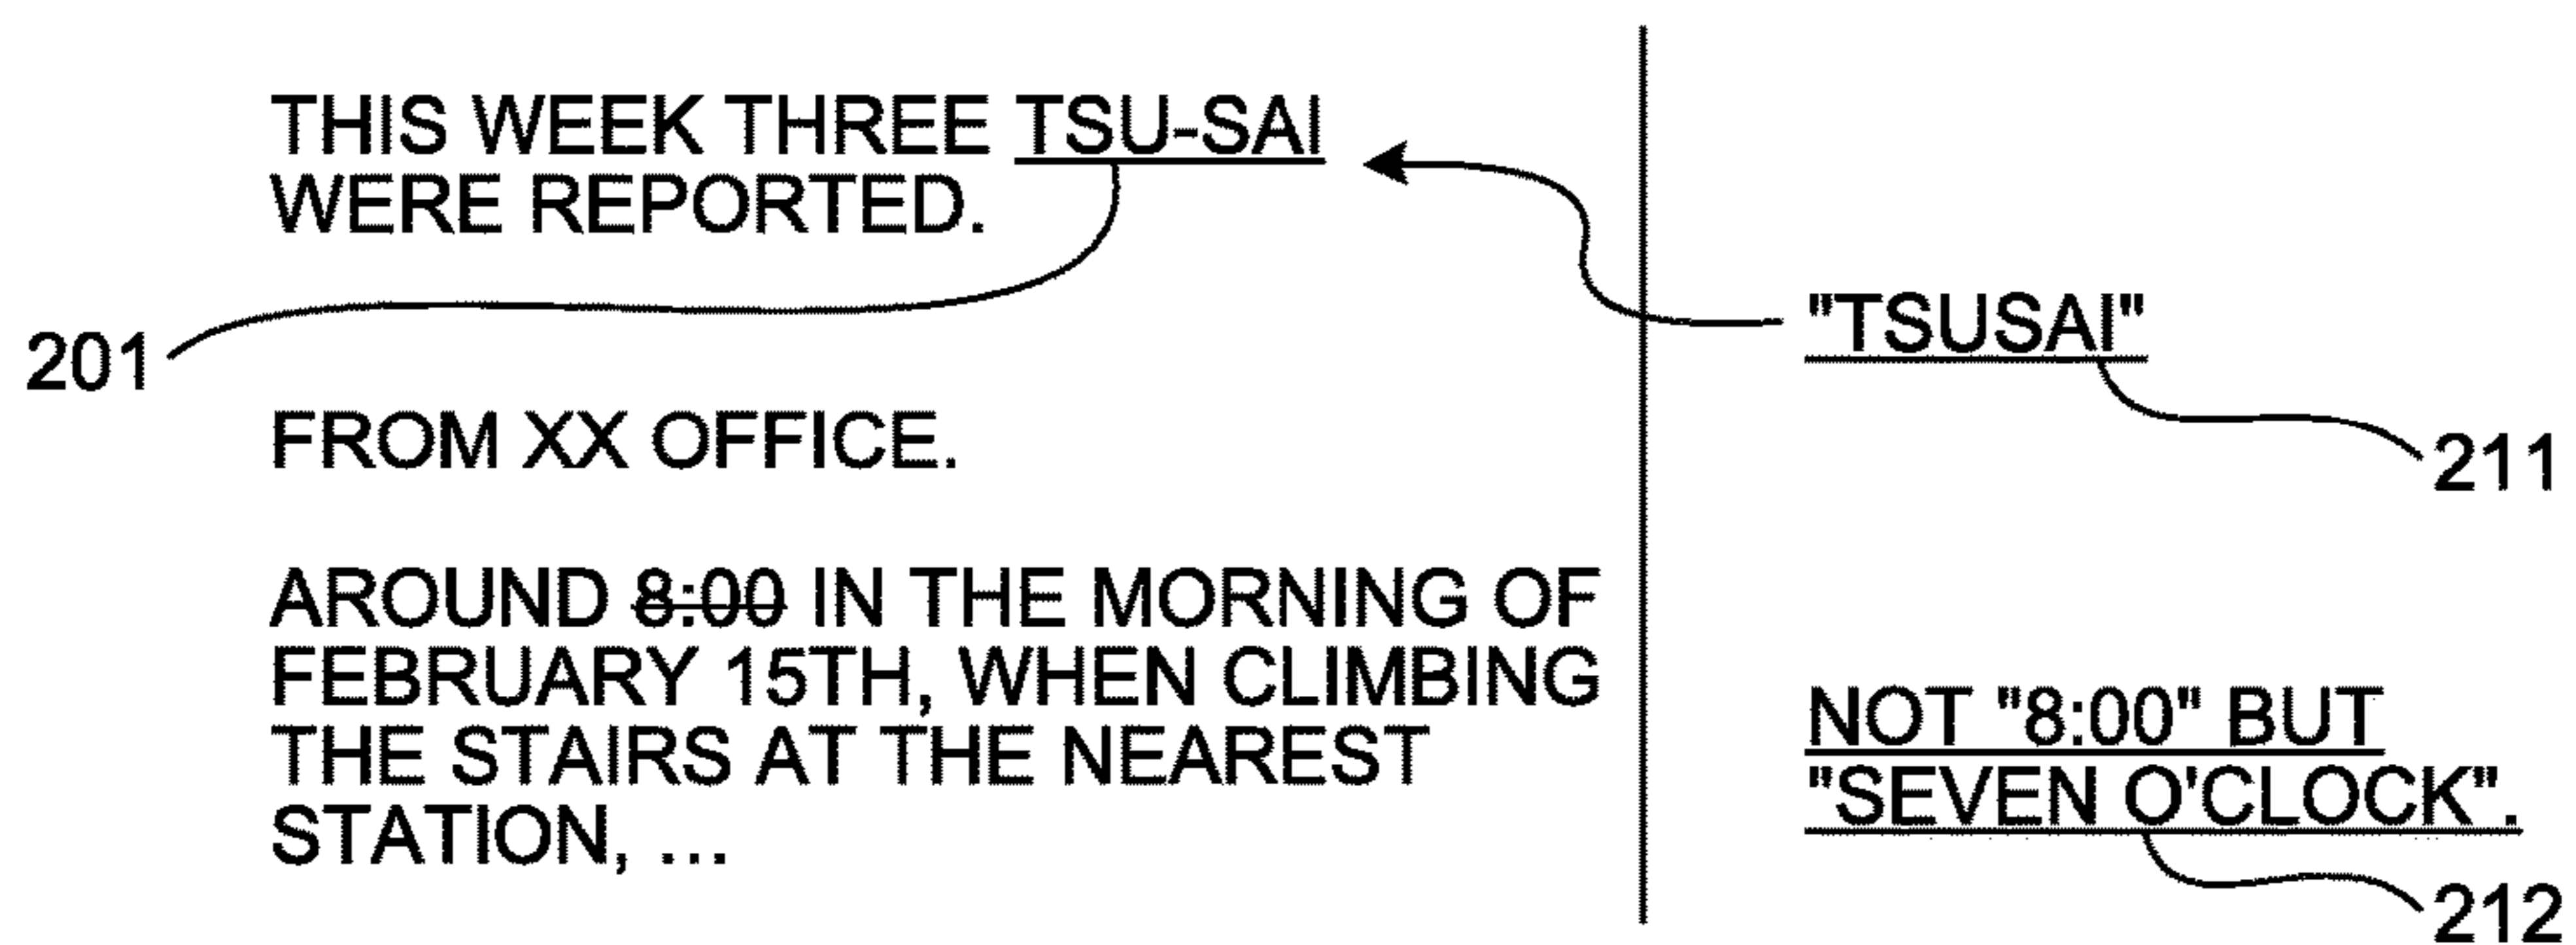 THIS WEEK THREE TSU-SAI
WERE REPORTED.
201
FROM XX OFFICE.
AROUND 8:00 IN THE MORNING OF
FEBRUARY 15TH, WHEN CLIMBING
THE STAIRS AT THE NEAREST
STATION, ...
"TSUSAI"
211
NOT "8:00" BUT
"SEVEN O'CLOCK".
212